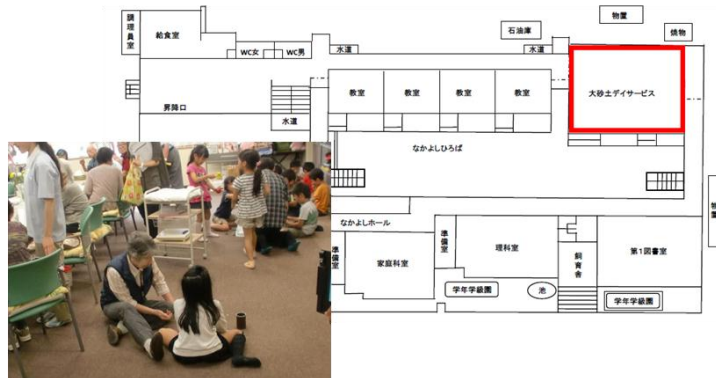 物置
石油庫
焼物
調理員室
給食室
WC女
WC男
水道
水道
大砂土デイサービス
教室
教室
教室
教室
昇降口
水道
なかよしひろば
物置
なかよしホール
準備室
家庭科室
準備室
理科室
飼育舎
第1図書室
学年学級園
池
学年学級園